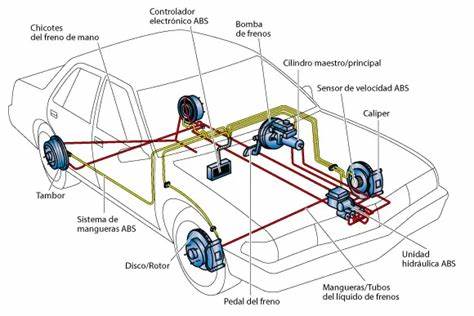 Chicotes
del freno de mano
Controlador
electrónico ABS
Bomba
de frenos
Cilindro maestro/principal
Sensor de velocidad ABS
Caliper
Tambor
Sistema de
mangueras ABS
Disco/Rotor
Pedal del freno
Mangueras/Tubos
del líquido de frenos
Unidad
hidráulica ABS